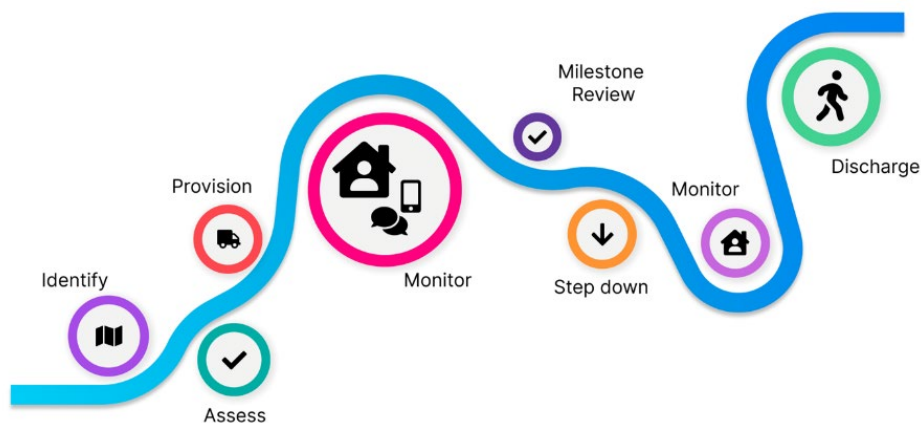 Identify
Assess
Provision
Monitor
Milestone
Review
Step down
Monitor
Discharge